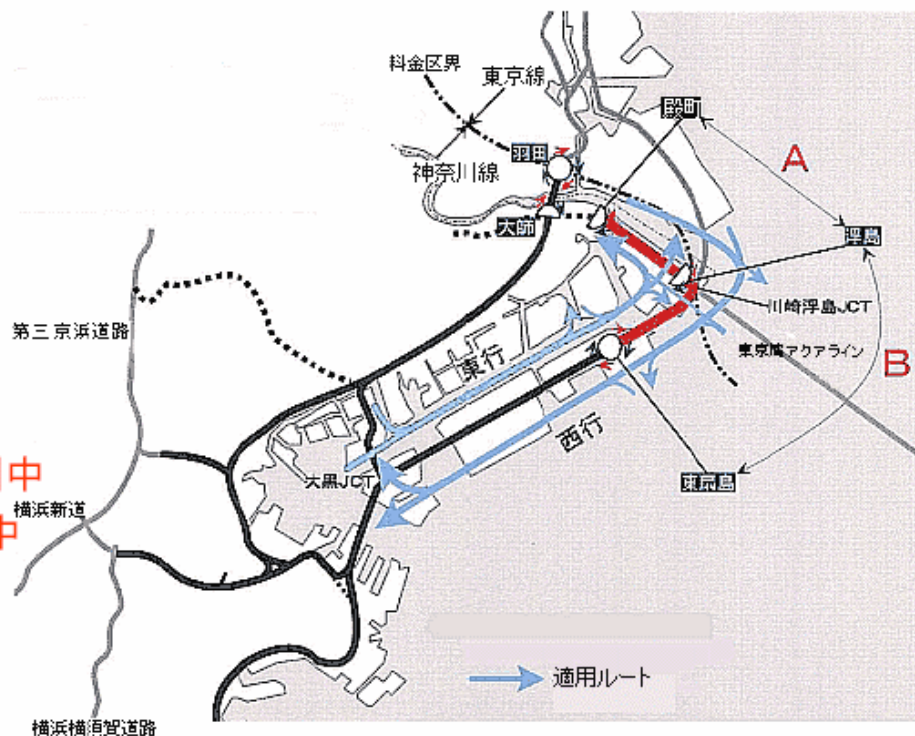 料金区界
東京線
殿町
A
羽田
神奈川線
大師
浮島
川崎浮島JCT
第三京浜道路
東行
東京湾アクアライン
B
西行
大黒JCT
東扇島
中
横浜新道
中
適用ルート
横浜横須賀道路